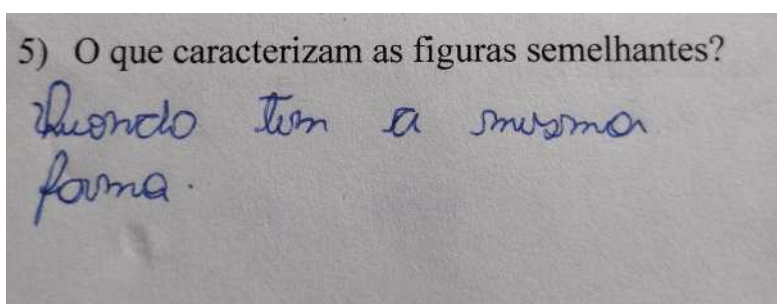 5) O que caracterizam as figuras semelhantes?
Quando tem a mesma
forma.